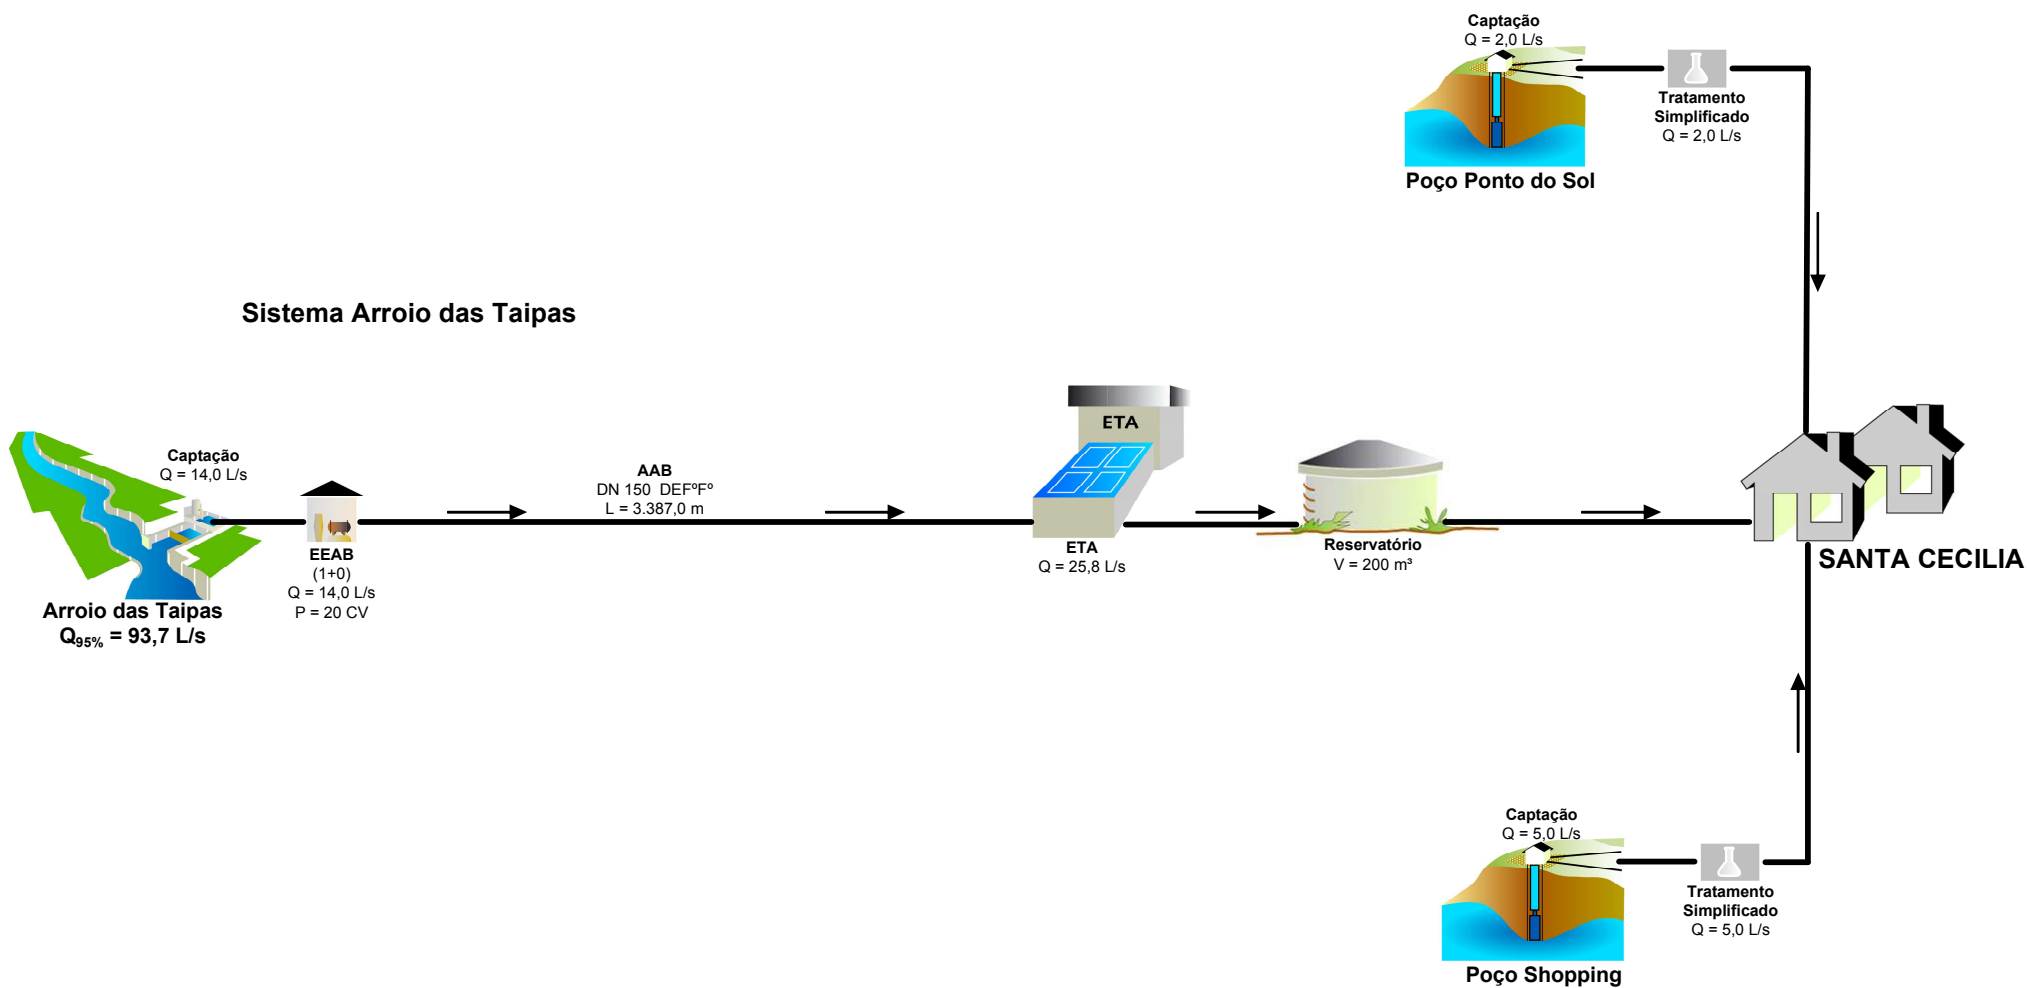 Captação
Q = 2,0 L/s
Tratamento
Simplificado
Q = 2,0 L/s
Poço Ponto do Sol
Sistema Arroio das Taipas
Captação
Q = 14,0 L/s
EEAB
(1+0)
Q = 14,0 L/s
P = 20 CV
Arroio das Taipas
Q95% = 93,7 L/s
AAB
DN 150 DEFºFº
L = 3.387,0 m
ETA
ETA
Q = 25,8 L/s
Reservatório
V = 200 m³
SANTA CECILIA
Captação
Q = 5,0 L/s
Tratamento
Simplificado
Q = 5,0 L/s
Poço Shopping